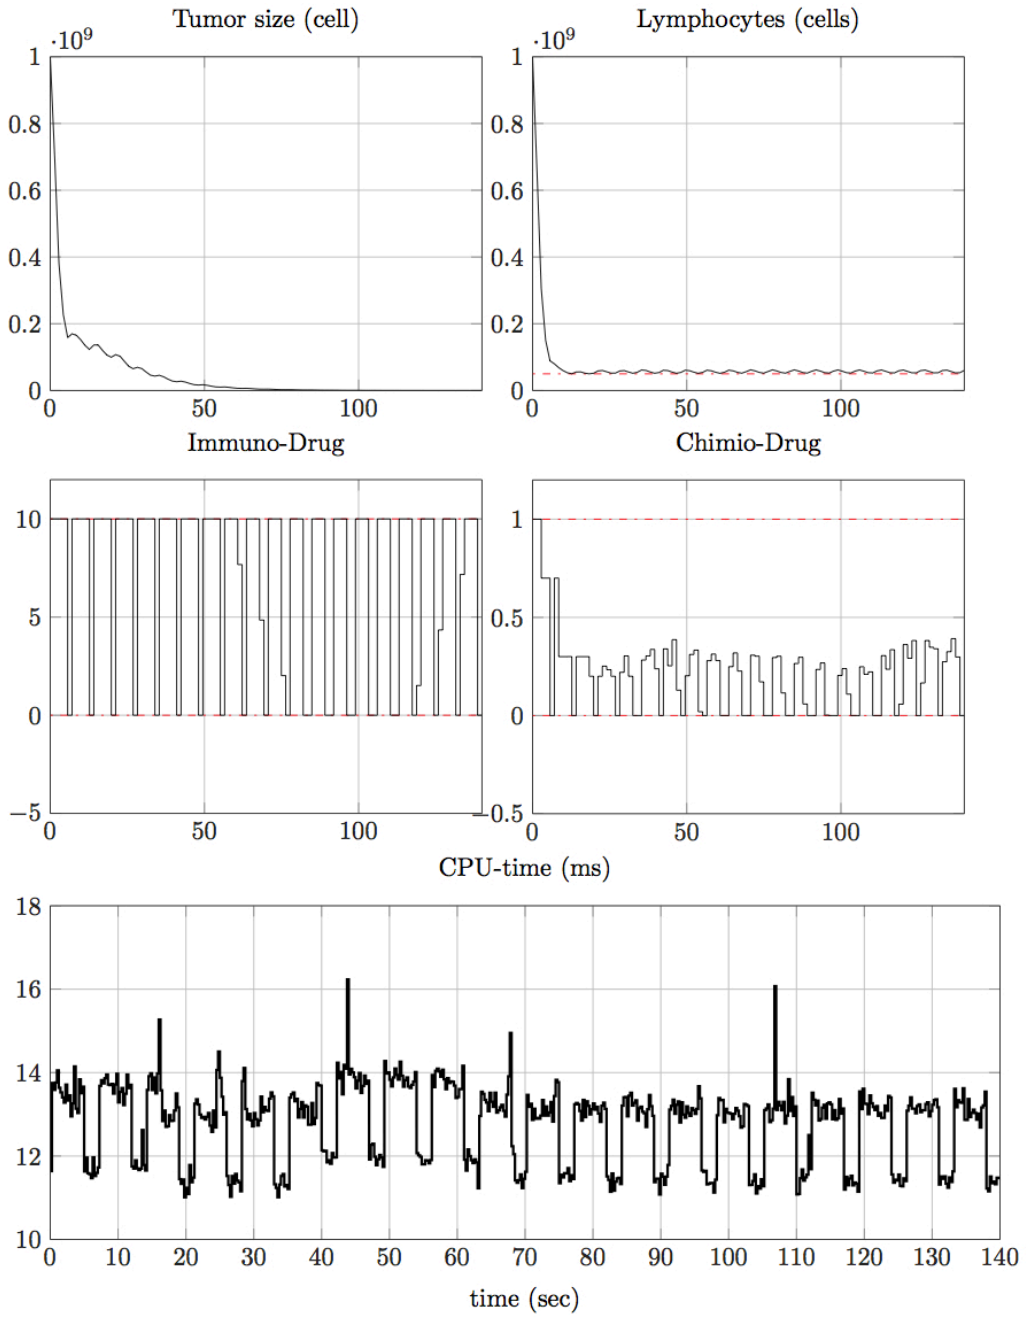 Tumor size (cell) Lymphocytes (cells)
·10⁹ ·10⁹
1 1
0.8 0.8
0.6 0.6
0.4 0.4
0.2 0.2
0 0
0 50 100 0 50 100
Immuno-Drug Chimio-Drug
10 1
5 0.5
0 0
−5 −0.5
0 50 100 0 50 100
CPU-time (ms)
18
16
14
12
10
0 10 20 30 40 50 60 70 80 90 100 110 120 130 140
time (sec)